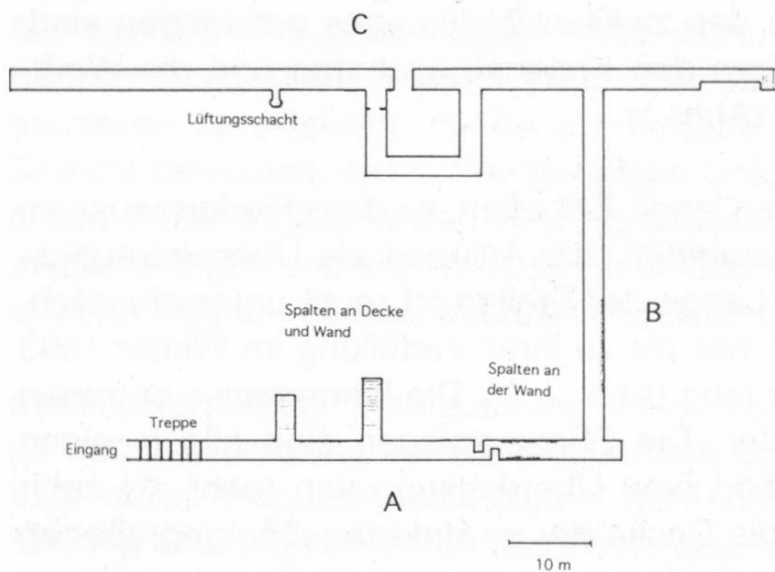 C
Lüftungsschacht
Spalten an Decke
und Wand
B
Spalten an
der Wand
Treppe
Eingang
A
10 m